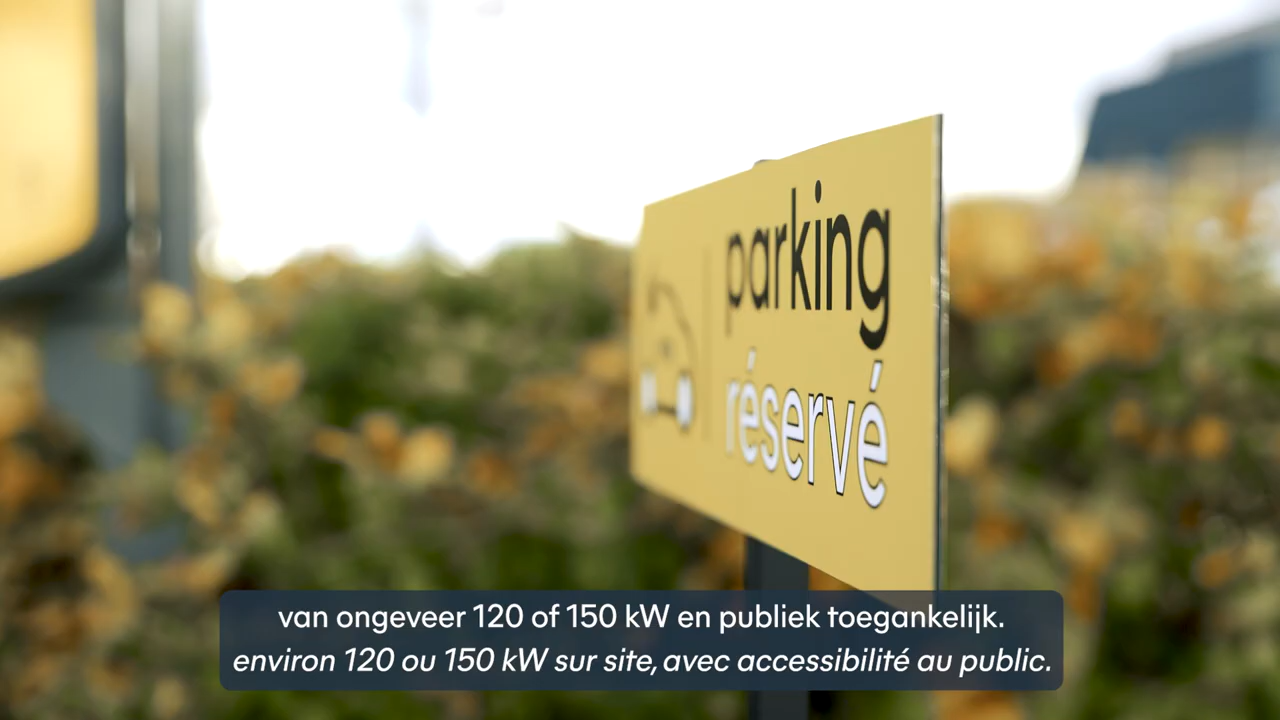 parking
réservé
van ongeveer 120 of 150 kW en publiek toegankelijk.
environ 120 ou 150 kW sur site, avec accessibilité au public.